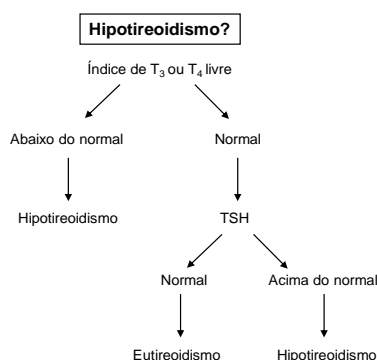 Hipotireoidismo?
Índice de T₃ ou T₄ livre
Abaixo do normal
Normal
Hipotireoidismo
TSH
Normal
Acima do normal
Eutireoidismo
Hipotireoidismo